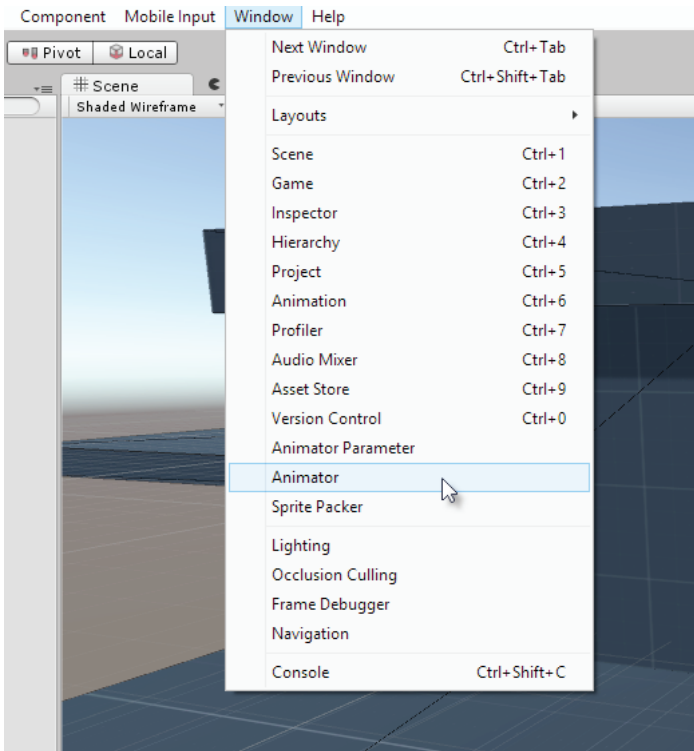 Component Mobile Input Window Help
Pivot Local
Scene
Shaded Wireframe
Next Window Ctrl+Tab
Previous Window Ctrl+Shift+Tab
Layouts
Scene Ctrl+1
Game Ctrl+2
Inspector Ctrl+3
Hierarchy Ctrl+4
Project Ctrl+5
Animation Ctrl+6
Profiler Ctrl+7
Audio Mixer Ctrl+8
Asset Store Ctrl+9
Version Control Ctrl+0
Animator Parameter
Animator
Sprite Packer
Lighting
Occlusion Culling
Frame Debugger
Navigation
Console Ctrl+Shift+C